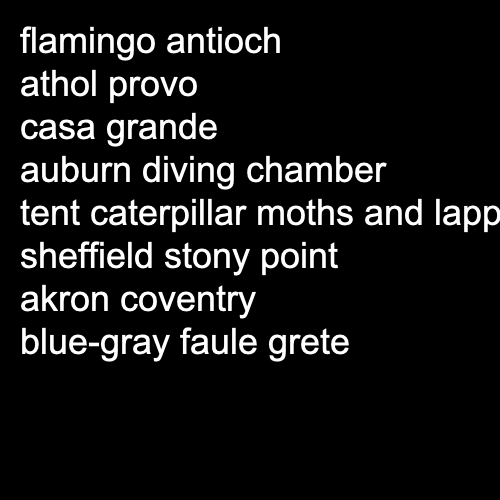 flamingo antioch
athol provo
casa grande
auburn diving chamber
tent caterpillar moths and lapp
sheffield stony point
akron coventry
blue-gray faule grete